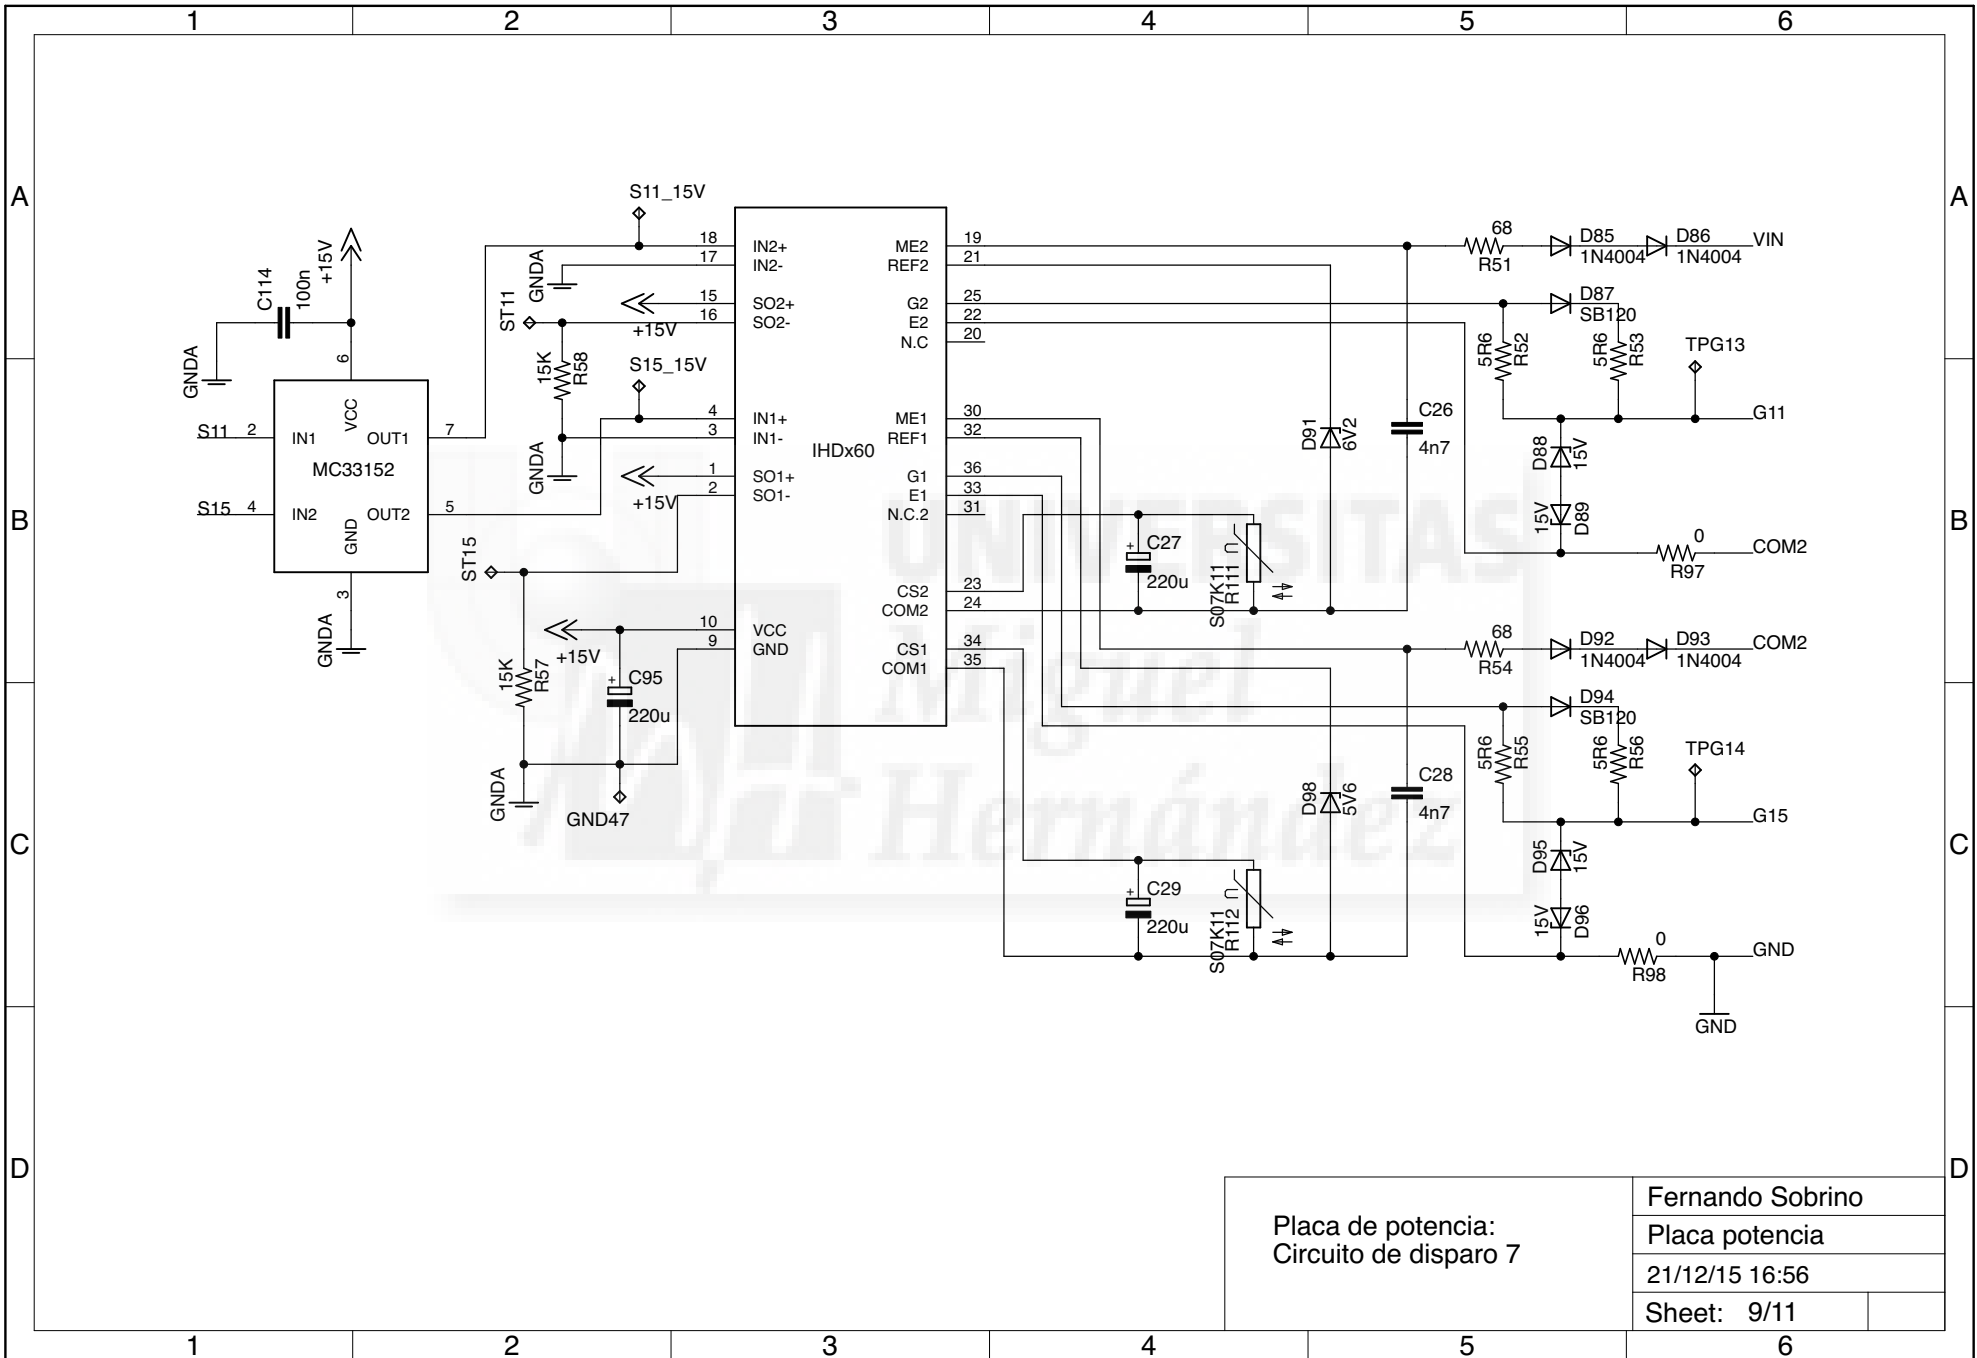 1 2 3 4 5 6
A A
S11_15V
C114
100n
+15V
GNDA
6
VCC
S11 2 IN1 OUT1 7
MC33152
S15 4 IN2 OUT2 5
GND
3
GNDA
ST11
GNDA
+15V
15K
R58
S15_15V
GNDA
+15V
ST15
15K
R57
+15V
C95
+
220u
GNDA
GND47
18 IN2+
17 IN2-
15 SO2+
16 SO2-
4 IN1+
3 IN1-
1 SO1+
2 SO1-
10 VCC
9 GND
IHDx60
ME2 19
REF2 21
G2 25
E2 22
N.C 20
ME1 30
REF1 32
G1 36
E1 33
N.C.2 31
CS2 23
COM2 24
CS1 34
COM1 35
68
R51
D85
1N4004
D86
1N4004
VIN
D87
SB120
5R6
R52
5R6
R53
TPG13
G11
D91
6V2
C26
4n7
D88
15V
15V
D89
B B
C27
+
220u
S07K11
R111
U
0
R97
COM2
68
R54
D92
1N4004
D93
1N4004
COM2
D94
SB120
5R6
R55
5R6
R56
TPG14
G15
D98
5V6
C28
4n7
D95
15V
15V
D96
C C
C29
+
220u
S07K11
R112
U
0
R98
GND
GND
UNIVERSITAS
Miguel
Hernández
D D
Placa de potencia:
Circuito de disparo 7
Fernando Sobrino
Placa potencia
21/12/15 16:56
Sheet: 9/11
1 2 3 4 5 6